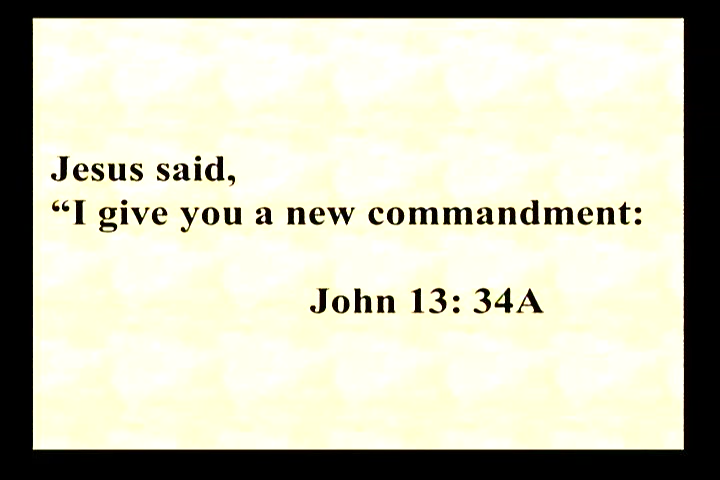 Jesus said,
“I give you a new commandment:
John 13: 34A